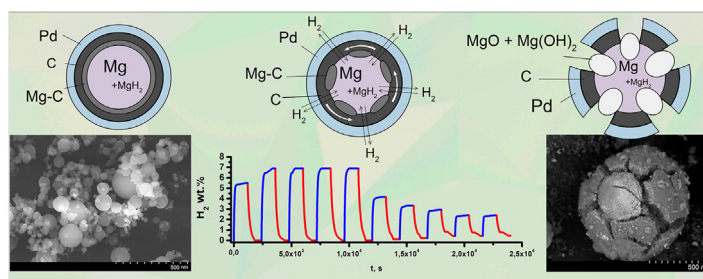 Pd
C
Mg-C
Mg
+MgH₂
H₂
H₂
Pd
Mg-C
C
H₂
Mg
+MgH₂
H₂
H₂
MgO + Mg(OH)₂
C
Pd
Mg
+MgH₂
500 nm
H₂ wt.%
8
7
6
5
4
3
2
1
0
0,0
5,0x10³
1,0x10⁴
1,5x10⁴
2,0x10⁴
2,5x10⁴
t, s
500 nm